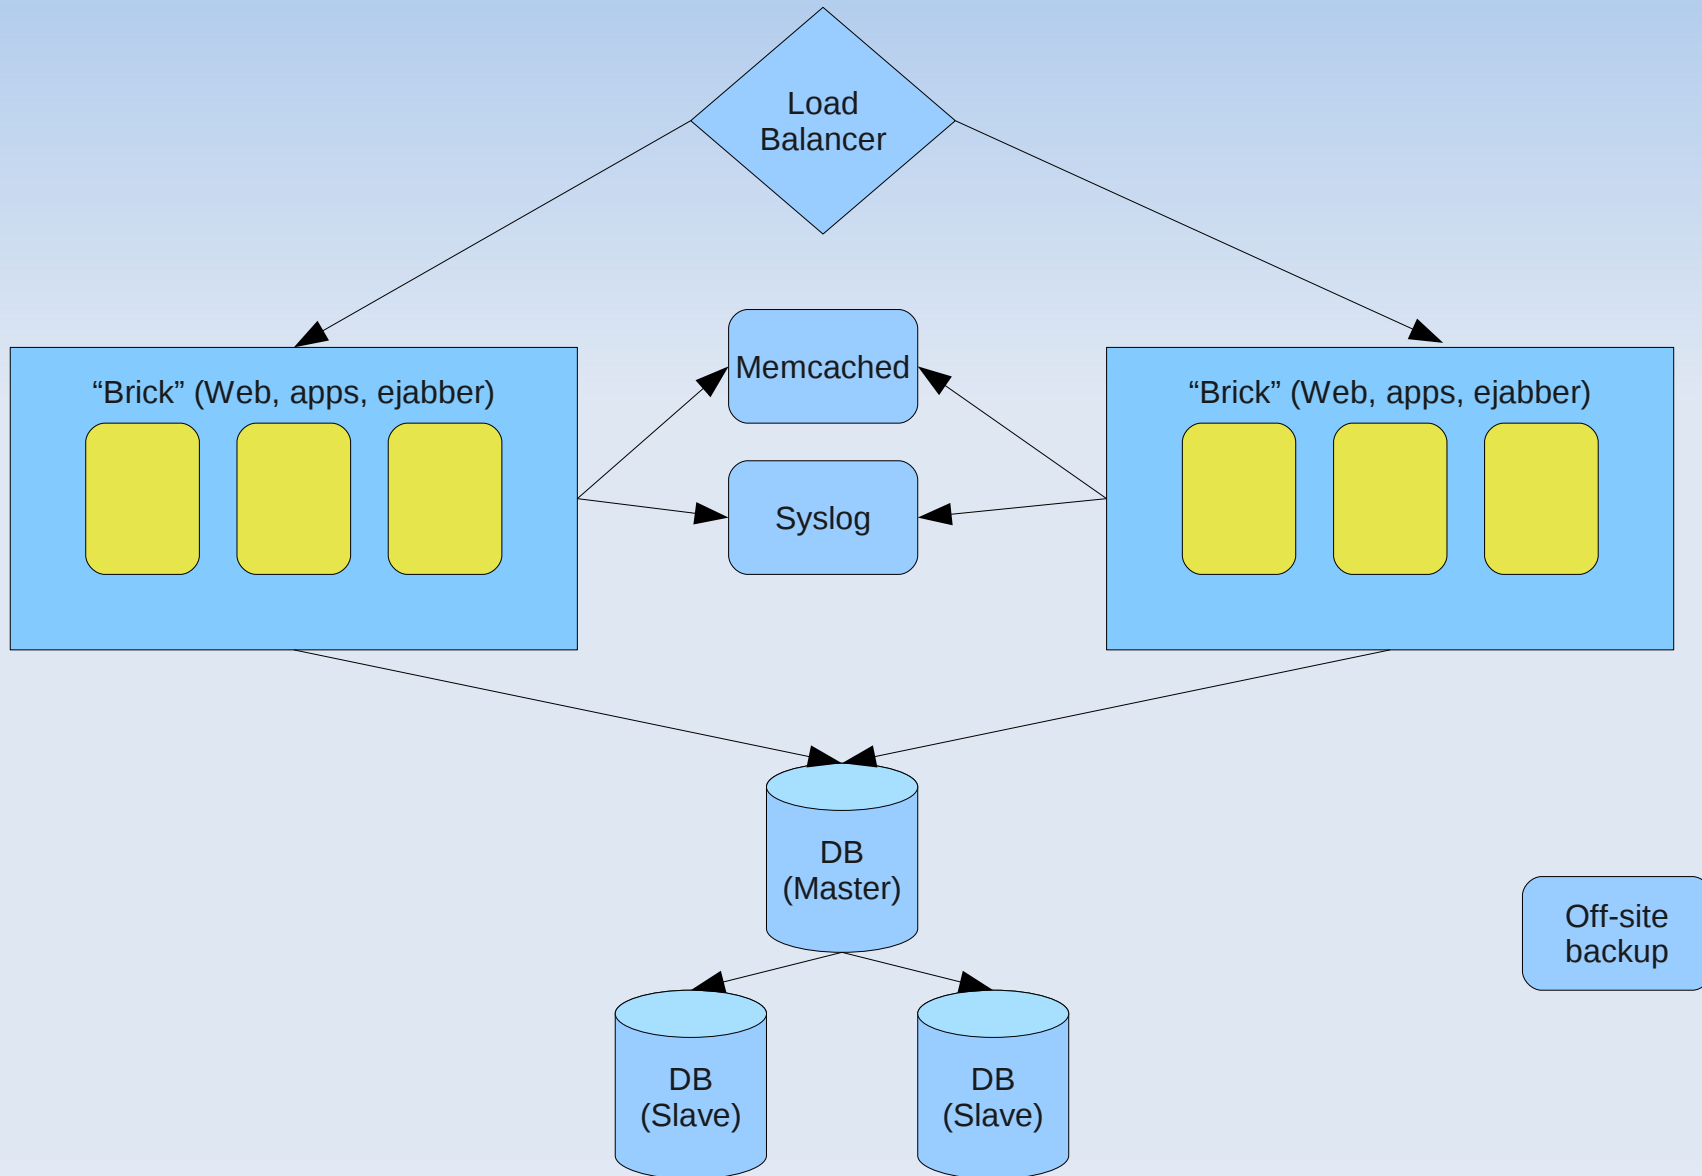 Load
Balancer
Memcached
“Brick” (Web, apps, ejabber)
“Brick” (Web, apps, ejabber)
Syslog
DB
(Master)
Off-site
backup
DB
(Slave)
DB
(Slave)